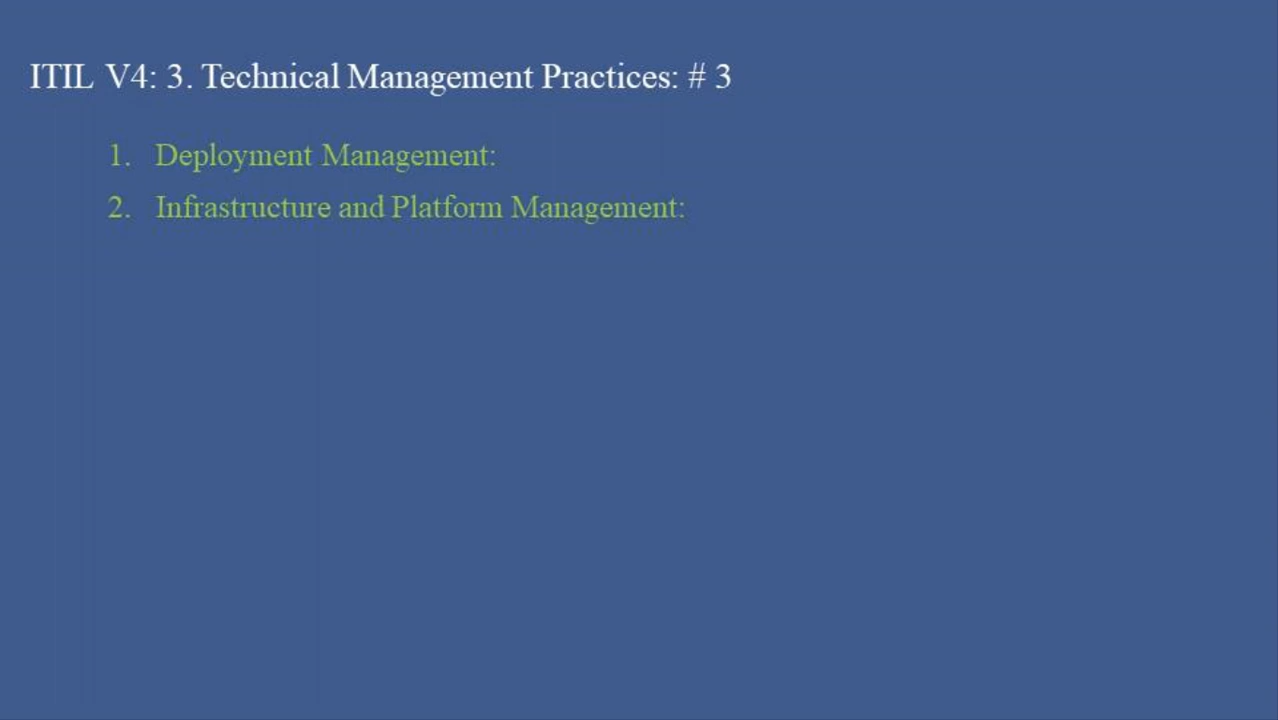 ITIL V4: 3. Technical Management Practices: # 3
1. Deployment Management:
2. Infrastructure and Platform Management: